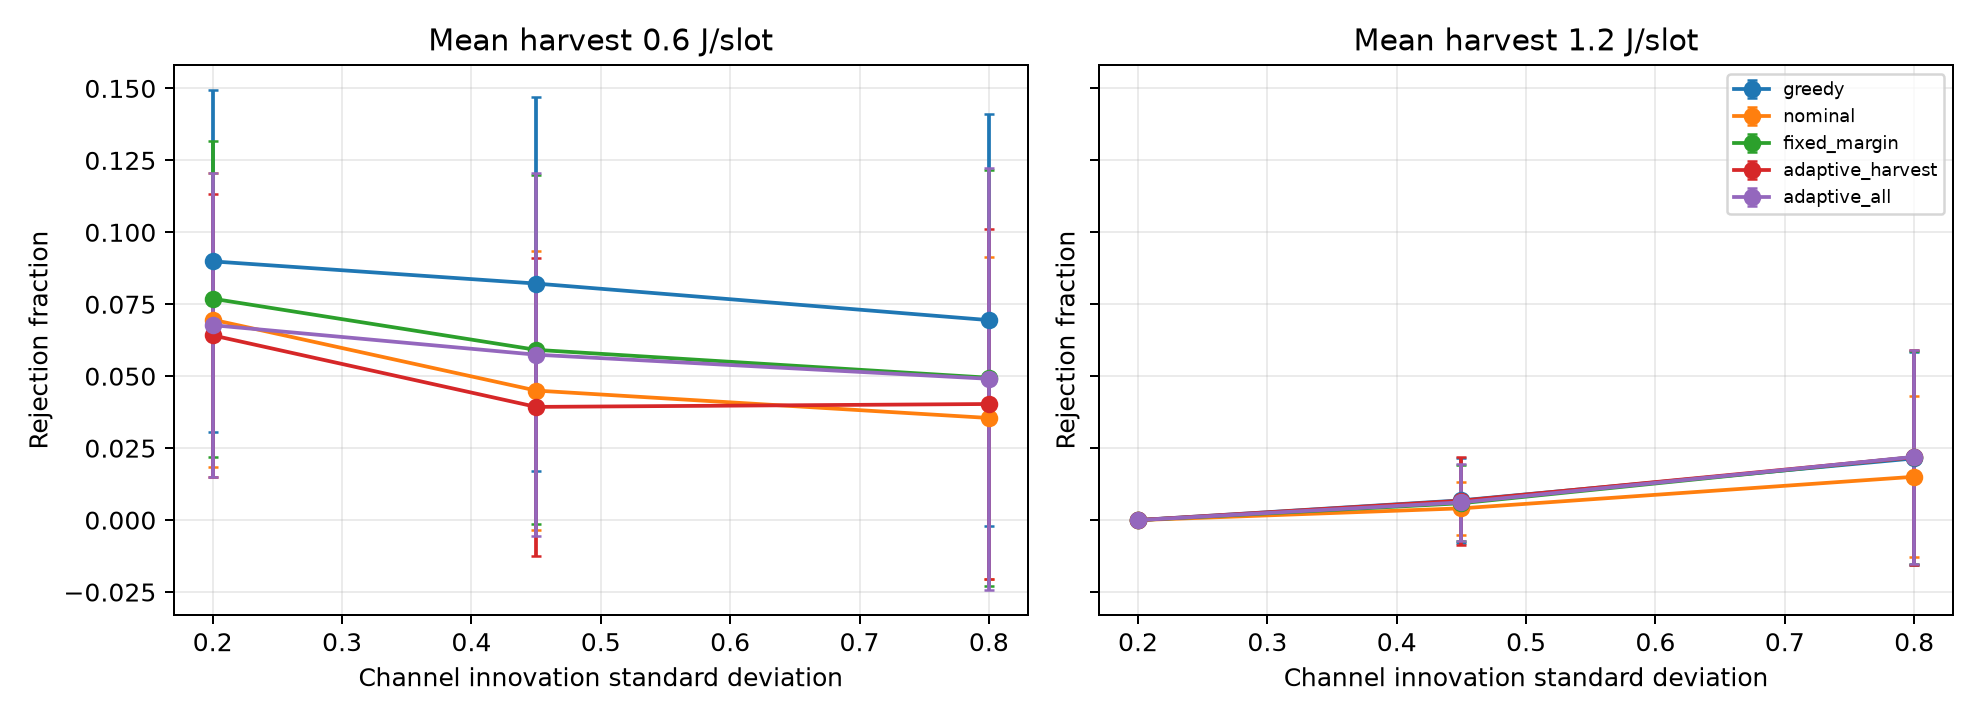 Mean harvest 0.6 J/slot
Rejection fraction
0.150
0.125
0.100
0.075
0.050
0.025
0.000
−0.025
0.2 0.3 0.4 0.5 0.6 0.7 0.8
Channel innovation standard deviation
Mean harvest 1.2 J/slot
Rejection fraction
greedy
nominal
fixed_margin
adaptive_harvest
adaptive_all
0.2 0.3 0.4 0.5 0.6 0.7 0.8
Channel innovation standard deviation